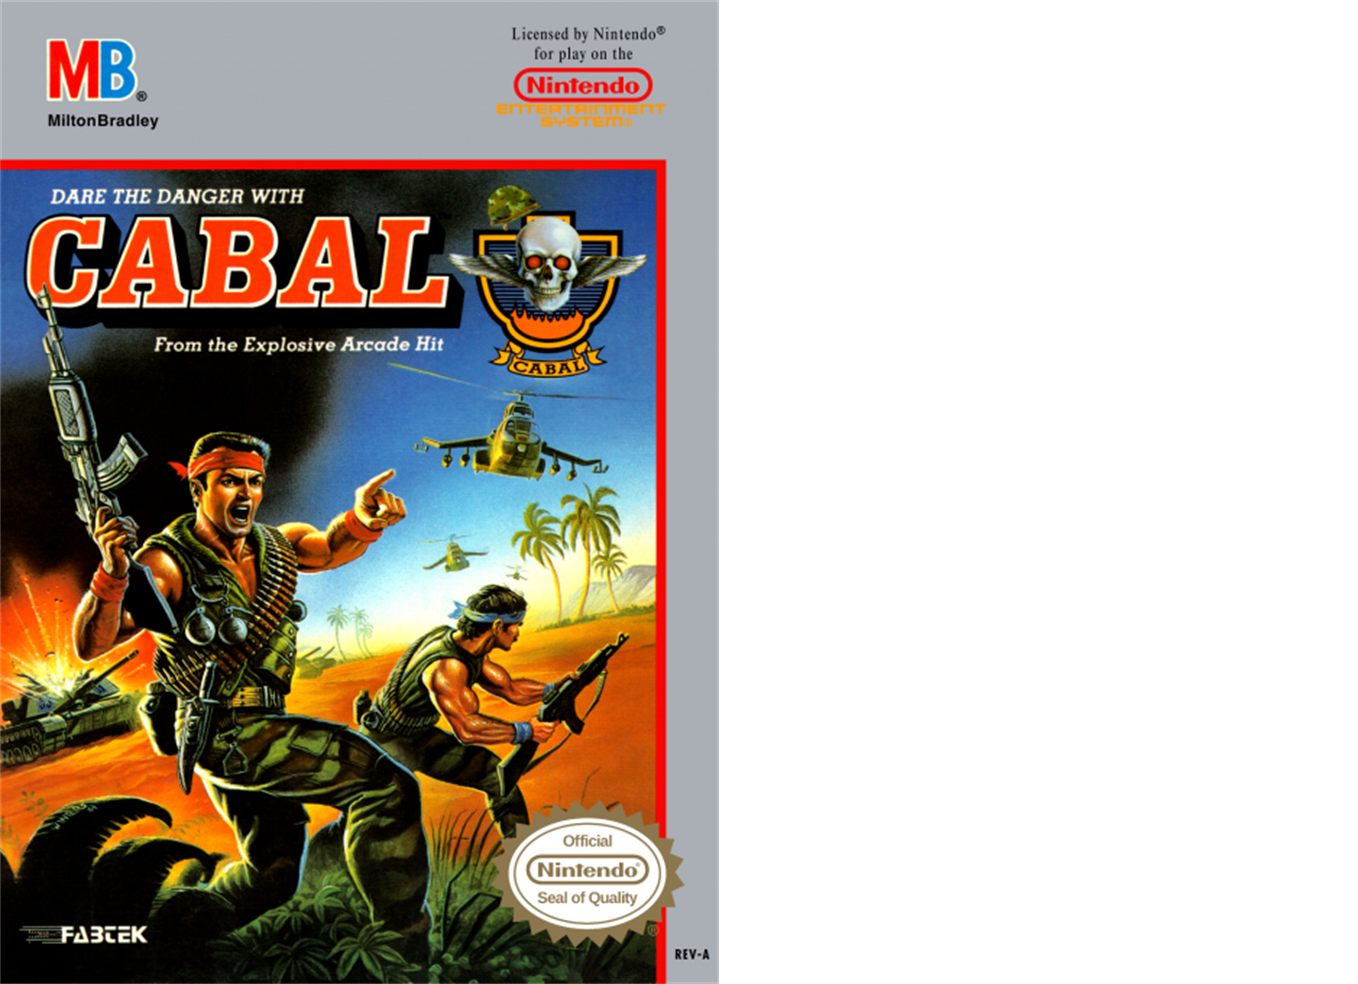 MB®
MiltonBradley
Licensed by Nintendo®
for play on the
Nintendo
ENTERTAINMENT
SYSTEM®
DARE THE DANGER WITH
CABAL™
From the Explosive Arcade Hit
CABAL
Official
Nintendo®
Seal of Quality
®
FABTEK
REV-A